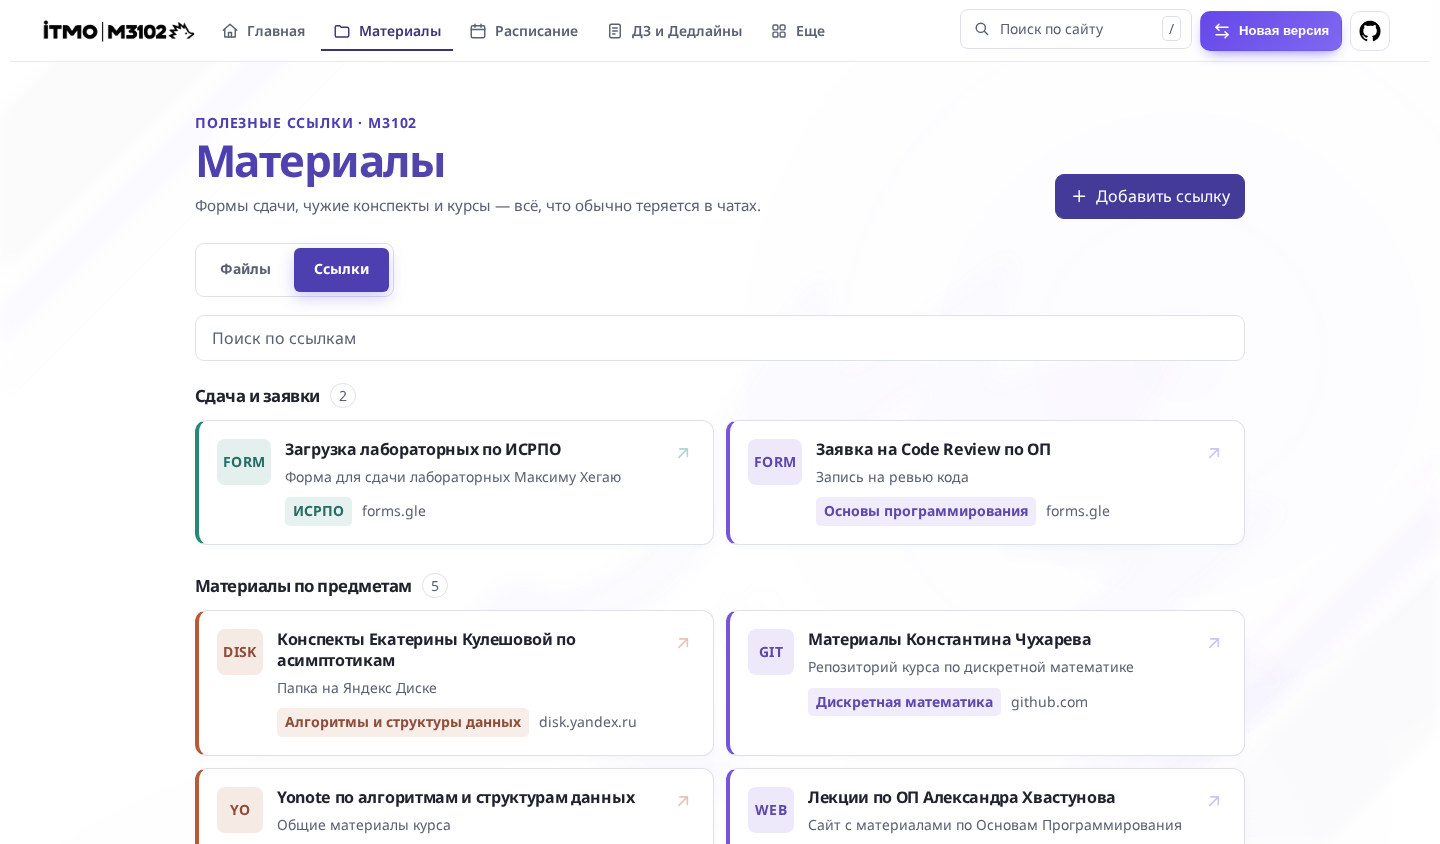 iTMO | M3102
Главная
Материалы
Расписание
ДЗ и Дедлайны
Еще
Поиск по сайту
/
Новая версия
ПОЛЕЗНЫЕ ССЫЛКИ · M3102
Материалы
Формы сдачи, чужие конспекты и курсы — всё, что обычно теряется в чатах.
Добавить ссылку
Файлы
Ссылки
Поиск по ссылкам
Сдача и заявки 2
FORM
Загрузка лабораторных по ИСРПО
Форма для сдачи лабораторных Максиму Хегаю
ИСРПО forms.gle
FORM
Заявка на Code Review по ОП
Запись на ревью кода
Основы программирования forms.gle
Материалы по предметам 5
DISK
Конспекты Екатерины Кулешовой по
асимптотикам
Папка на Яндекс Диске
Алгоритмы и структуры данных disk.yandex.ru
GIT
Материалы Константина Чухарева
Репозиторий курса по дискретной математике
Дискретная математика github.com
YO
Yonote по алгоритмам и структурам данных
Общие материалы курса
WEB
Лекции по ОП Александра Хвастунова
Сайт с материалами по Основам Программирования